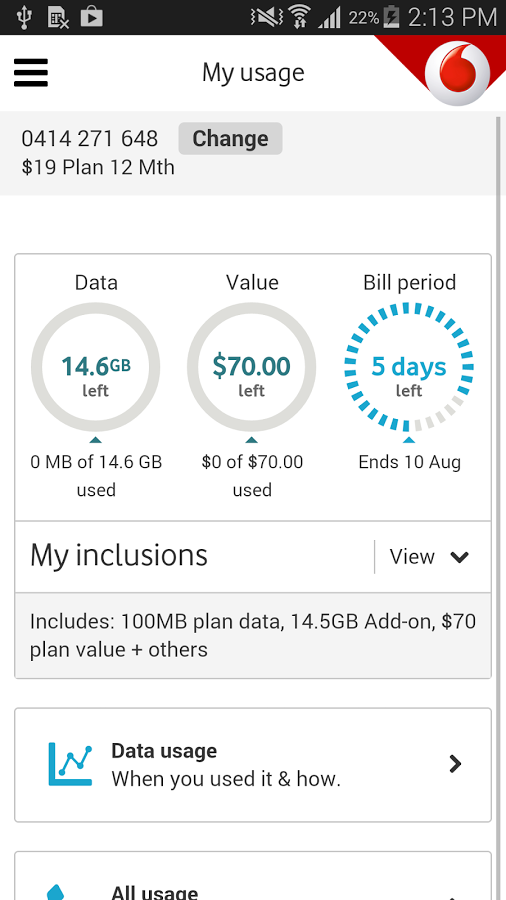 22% 2:13 PM
My usage
0414 271 648 Change
$19 Plan 12 Mth
Data Value Bill period
14.6GB $70.00 5 days
left left left
0 MB of 14.6 GB $0 of $70.00 Ends 10 Aug
used used
My inclusions View
Includes: 100MB plan data, 14.5GB Add-on, $70
plan value + others
Data usage
When you used it & how.
All usage